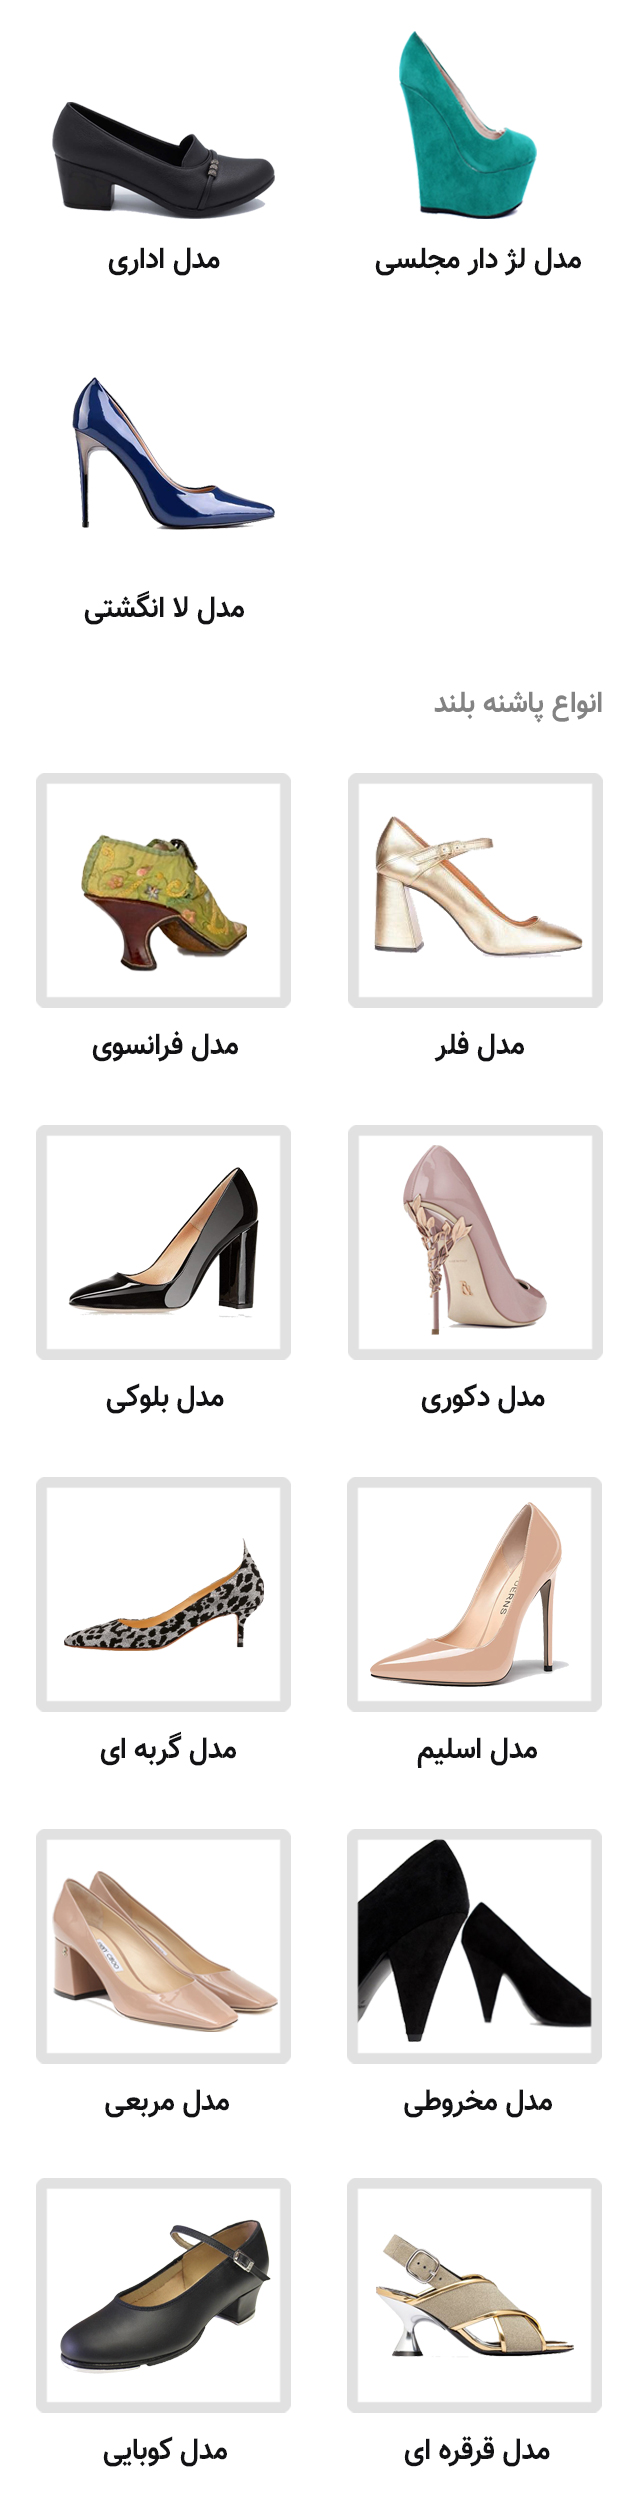 مدل لژ دار مجلسی
مدل اداری
مدل لا انگشتی
انواع پاشنه بلند
مدل فلر
مدل فرانسوی
مدل دکوری
مدل بلوکی
مدل اسلیم
مدل گربه ای
مدل مخروطی
مدل مربعی
مدل قرقره ای
مدل کوبایی